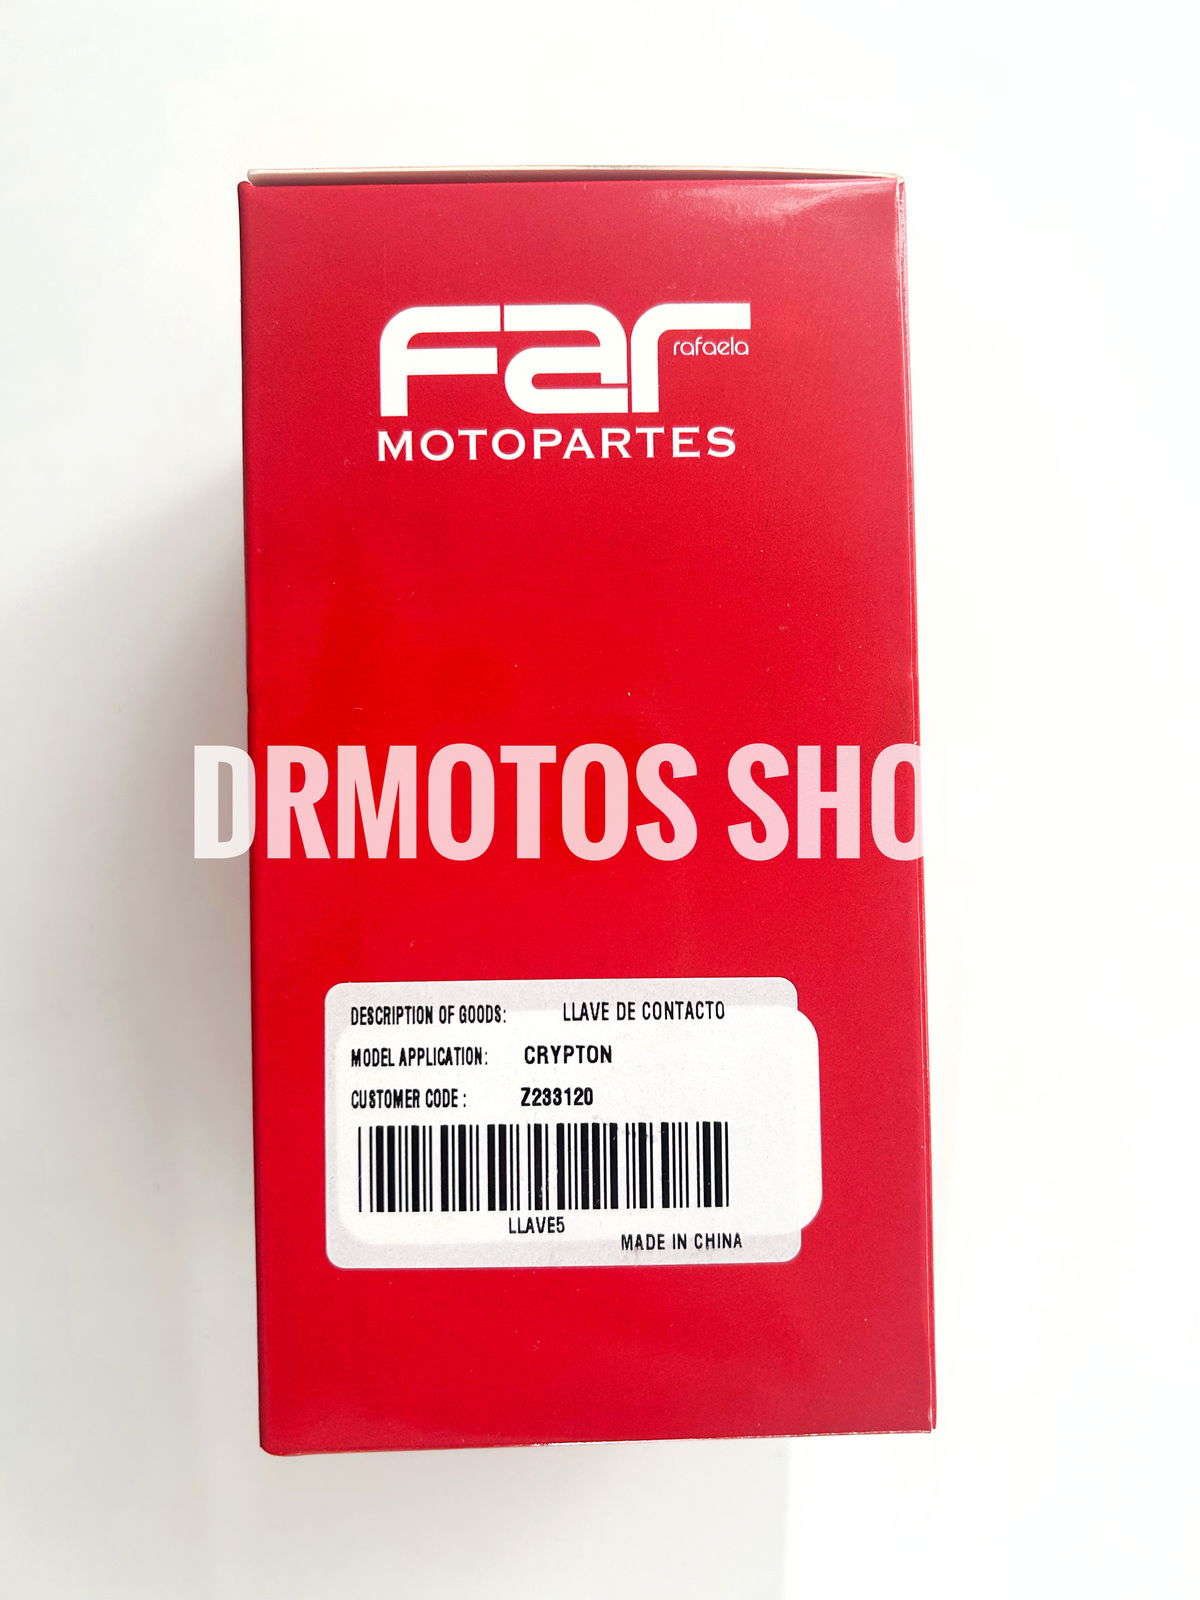 Far
rafaela
MOTOPARTES
DRMOTOS SHOP
DESCRIPTION OF GOODS: LLAVE DE CONTACTO
MODEL APPLICATION: CRYPTON
CUSTOMER CODE : Z233120
LLAVE5
MADE IN CHINA